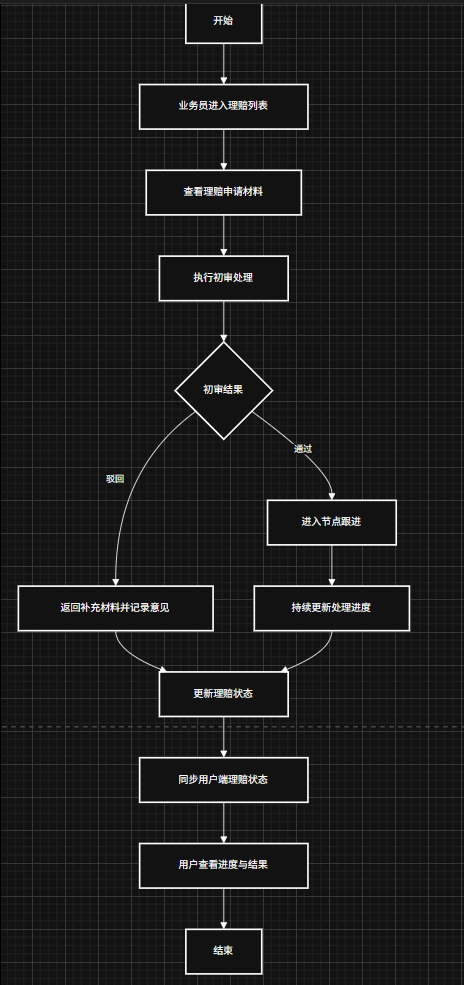 开始
业务员进入理赔列表
查看理赔申请材料
执行初审处理
初审结果
通过
驳回
进入节点跟进
返回补充材料并记录意见
持续更新处理进度
更新理赔状态
同步用户端理赔状态
用户查看进度与结果
结束